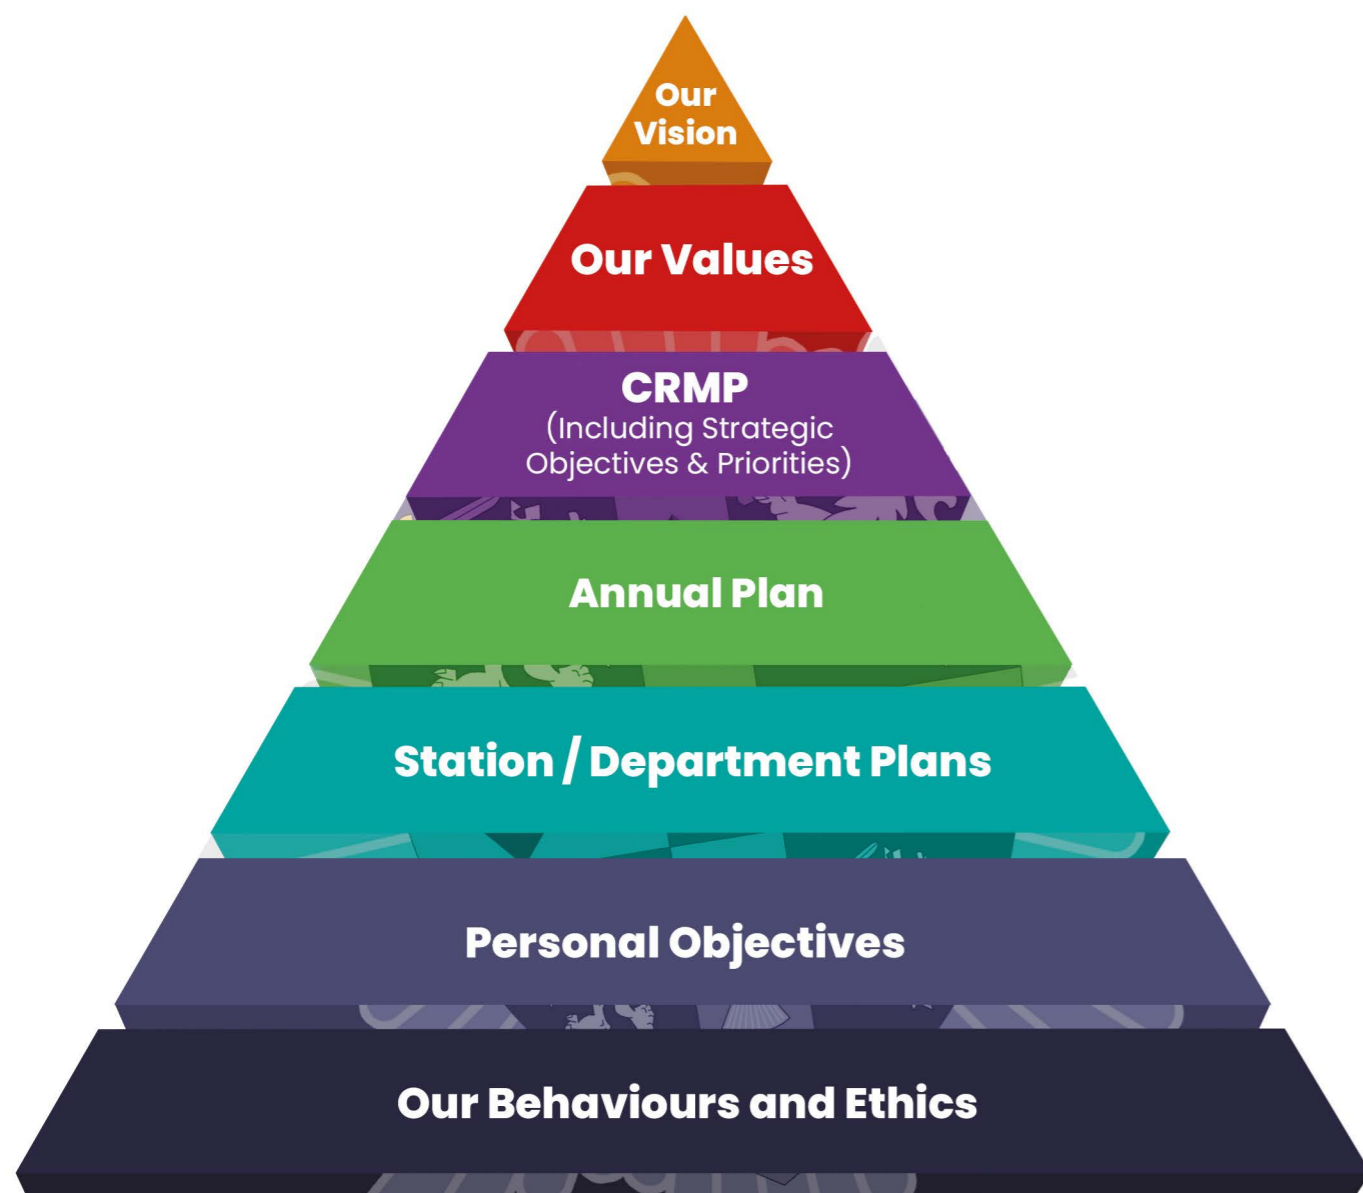 Our
Vision
Our Values
CRMP
(Including Strategic
Objectives & Priorities)
Annual Plan
Station / Department Plans
Personal Objectives
Our Behaviours and Ethics